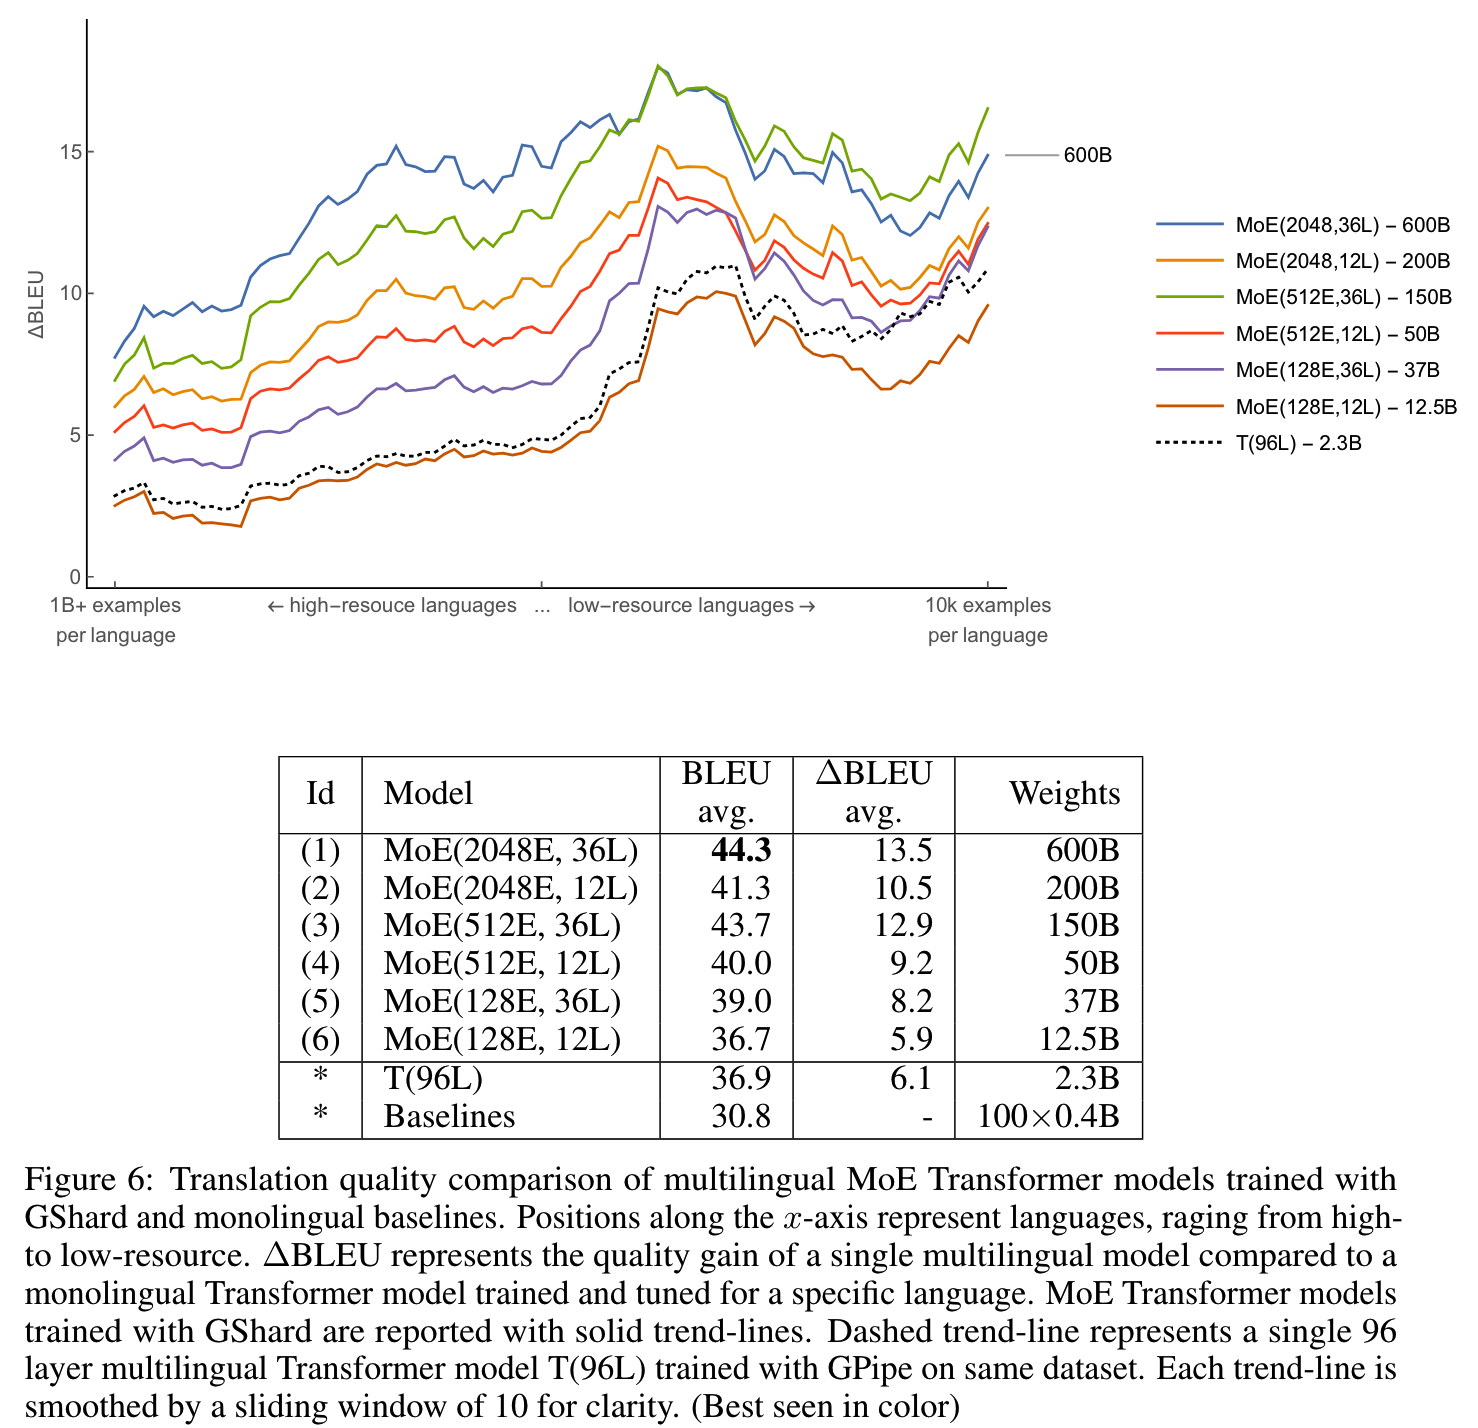 ΔBLEU
15
10
5
0
1B+ examples
per language
← high−resouce languages ... low−resource languages →
10k examples
per language
600B
MoE(2048,36L) − 600B
MoE(2048,12L) − 200B
MoE(512E,36L) − 150B
MoE(512E,12L) − 50B
MoE(128E,36L) − 37B
MoE(128E,12L) − 12.5B
T(96L) − 2.3B
Id Model BLEU avg. ΔBLEU avg. Weights
(1) MoE(2048E, 36L) 44.3 13.5 600B
(2) MoE(2048E, 12L) 41.3 10.5 200B
(3) MoE(512E, 36L) 43.7 12.9 150B
(4) MoE(512E, 12L) 40.0 9.2 50B
(5) MoE(128E, 36L) 39.0 8.2 37B
(6) MoE(128E, 12L) 36.7 5.9 12.5B
* T(96L) 36.9 6.1 2.3B
* Baselines 30.8 - 100×0.4B
Figure 6: Translation quality comparison of multilingual MoE Transformer models trained with
GShard and monolingual baselines. Positions along the x-axis represent languages, raging from high-
to low-resource. ΔBLEU represents the quality gain of a single multilingual model compared to a
monolingual Transformer model trained and tuned for a specific language. MoE Transformer models
trained with GShard are reported with solid trend-lines. Dashed trend-line represents a single 96
layer multilingual Transformer model T(96L) trained with GPipe on same dataset. Each trend-line is
smoothed by a sliding window of 10 for clarity. (Best seen in color)